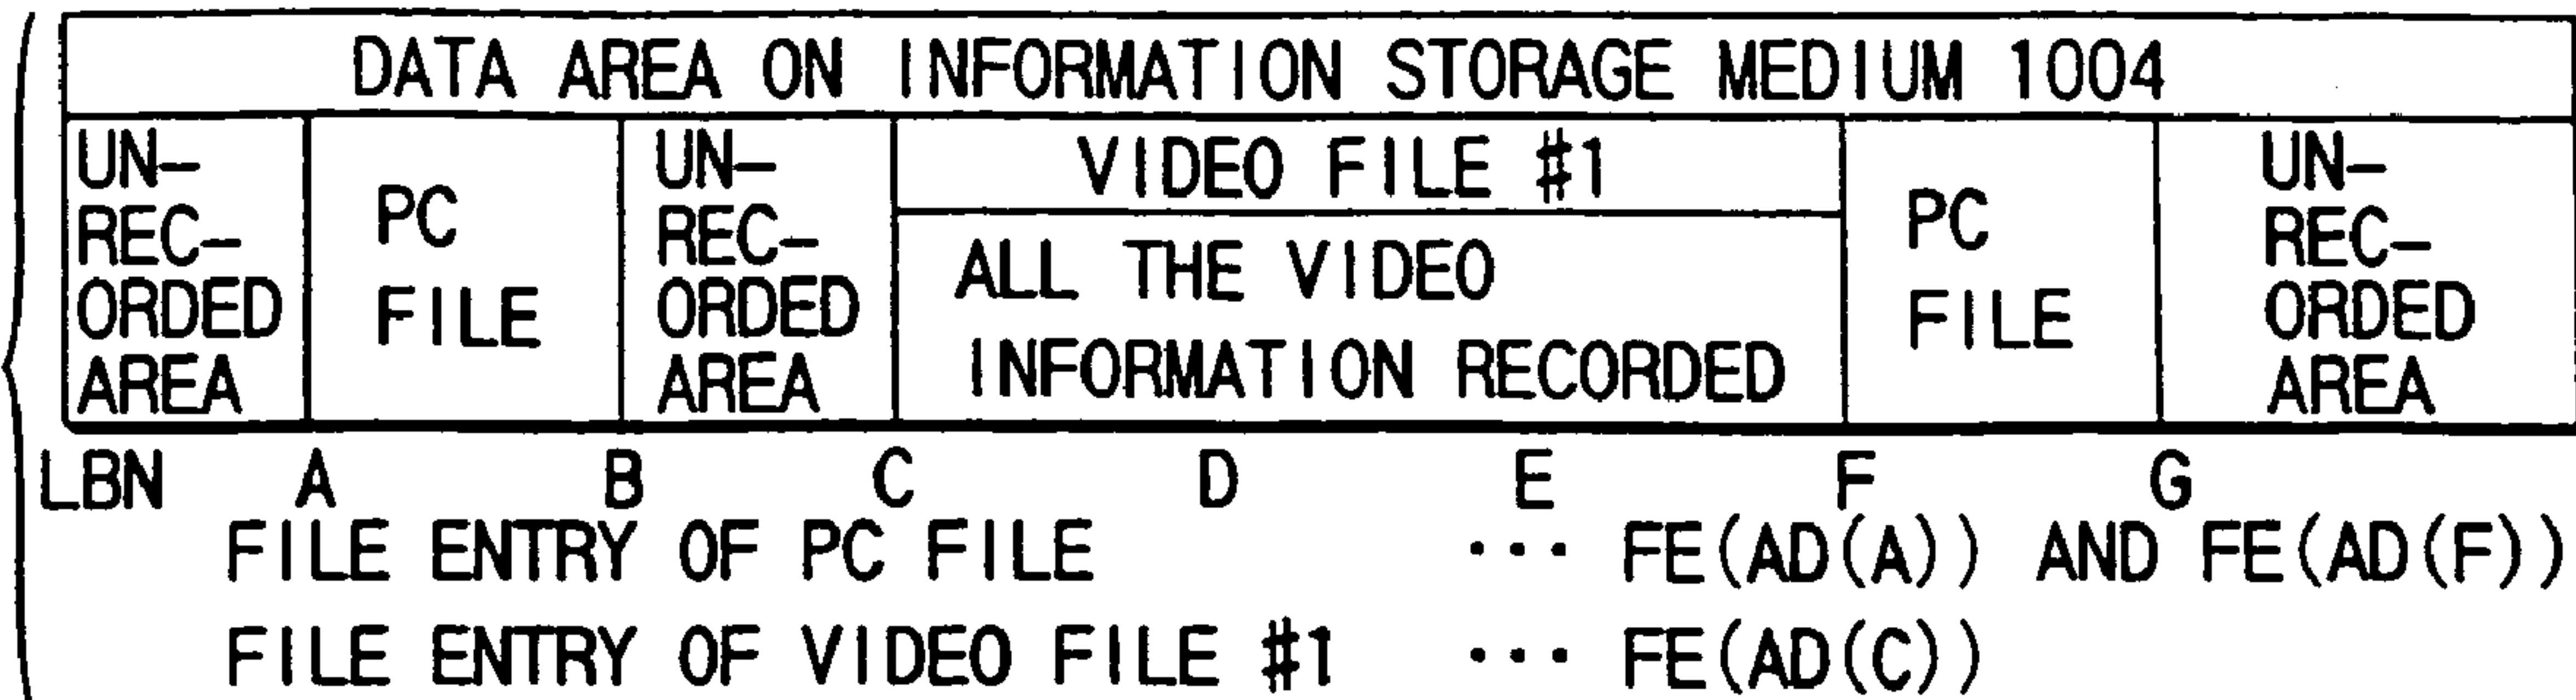 DATA AREA ON INFORMATION STORAGE MEDIUM 1004
UN-
REC-
ORDED
AREA
PC
FILE
UN-
REC-
ORDED
AREA
VIDEO FILE #1
ALL THE VIDEO
INFORMATION RECORDED
PC
FILE
UN-
REC-
ORDED
AREA
LBN A B C D E F G
FILE ENTRY OF PC FILE ... FE(AD(A)) AND FE(AD(F))
FILE ENTRY OF VIDEO FILE #1 ... FE(AD(C))